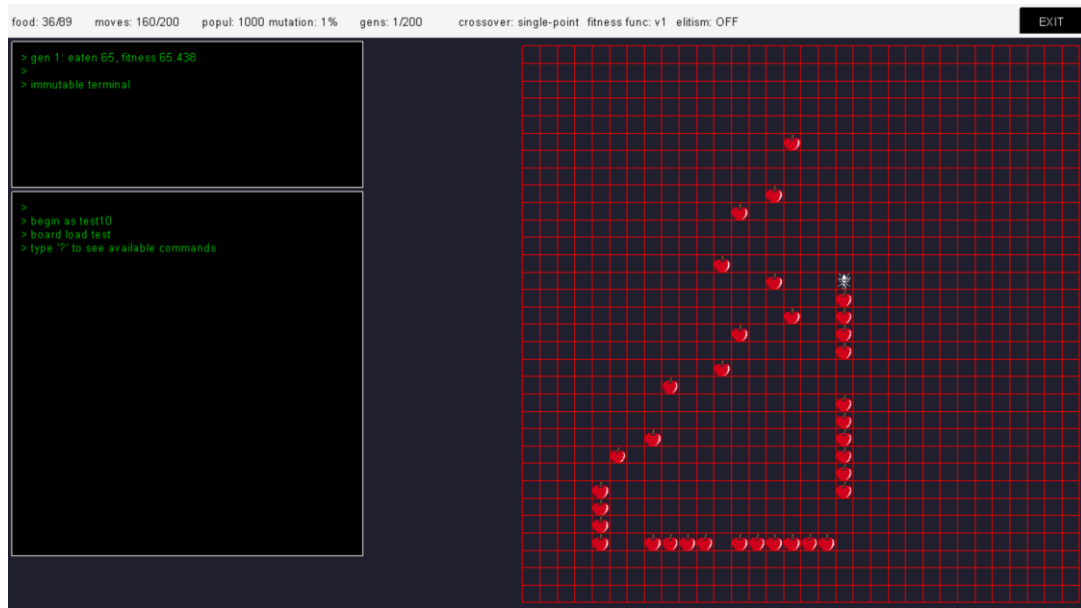 food: 36/89 moves: 160/200 popul: 1000 mutation: 1% gens: 1/200 crossover: single-point fitness func: v1 elitism: OFF EXIT
> gen 1: eaten 65, fitness 65.438
>
> immutable terminal
>
> begin as test10
> board load test
> type '?' to see available commands